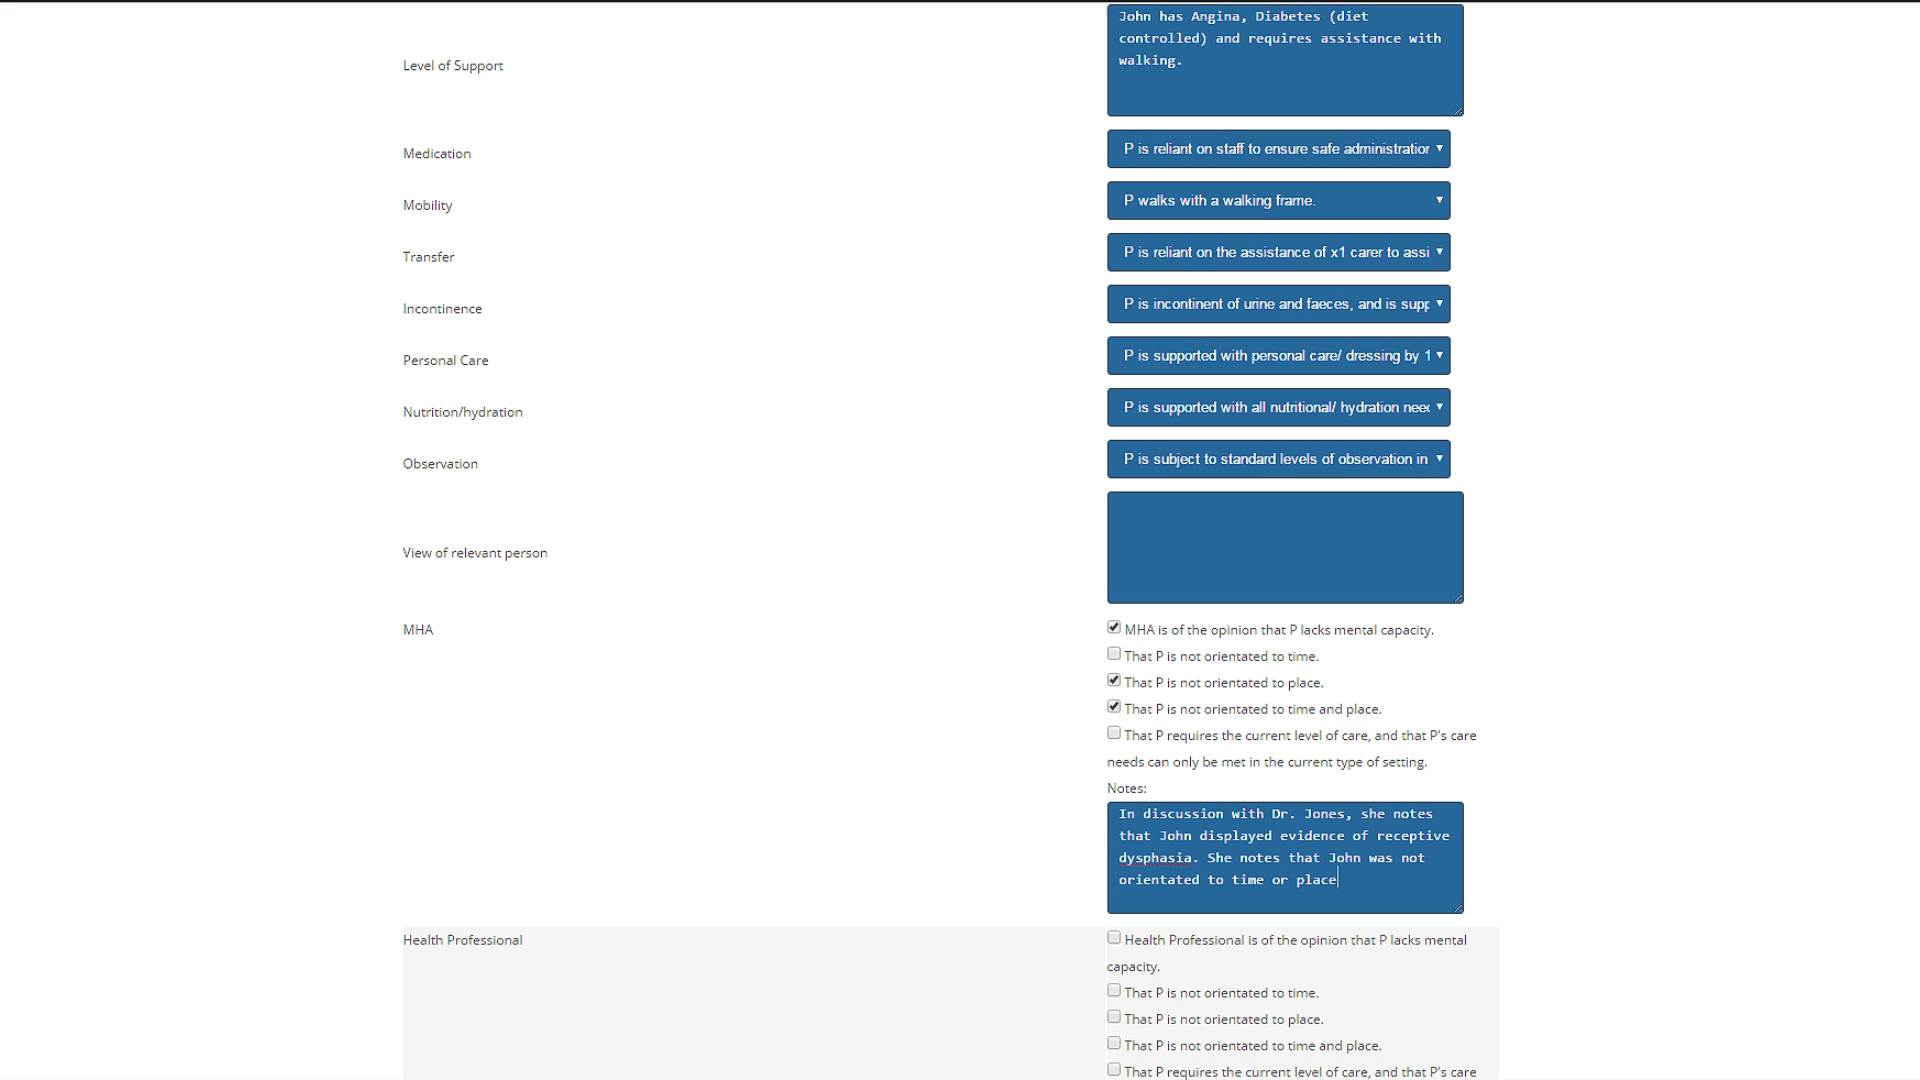 John has Angina, Diabetes (diet
controlled) and requires assistance with
walking.
Level of Support
Medication
P is reliant on staff to ensure safe administration
Mobility
P walks with a walking frame.
Transfer
P is reliant on the assistance of x1 carer to assi
Incontinence
P is incontinent of urine and faeces, and is supp
Personal Care
P is supported with personal care/ dressing by 1
Nutrition/hydration
P is supported with all nutritional/ hydration need
Observation
P is subject to standard levels of observation in
View of relevant person
MHA
MHA is of the opinion that P lacks mental capacity.
That P is not orientated to time.
That P is not orientated to place.
That P is not orientated to time and place.
That P requires the current level of care, and that P's care
needs can only be met in the current type of setting.
Notes:
In discussion with Dr. Jones, she notes
that John displayed evidence of receptive
dysphasia. She notes that John was not
orientated to time or place
Health Professional
Health Professional is of the opinion that P lacks mental
capacity.
That P is not orientated to time.
That P is not orientated to place.
That P is not orientated to time and place.
That P requires the current level of care, and that P's care